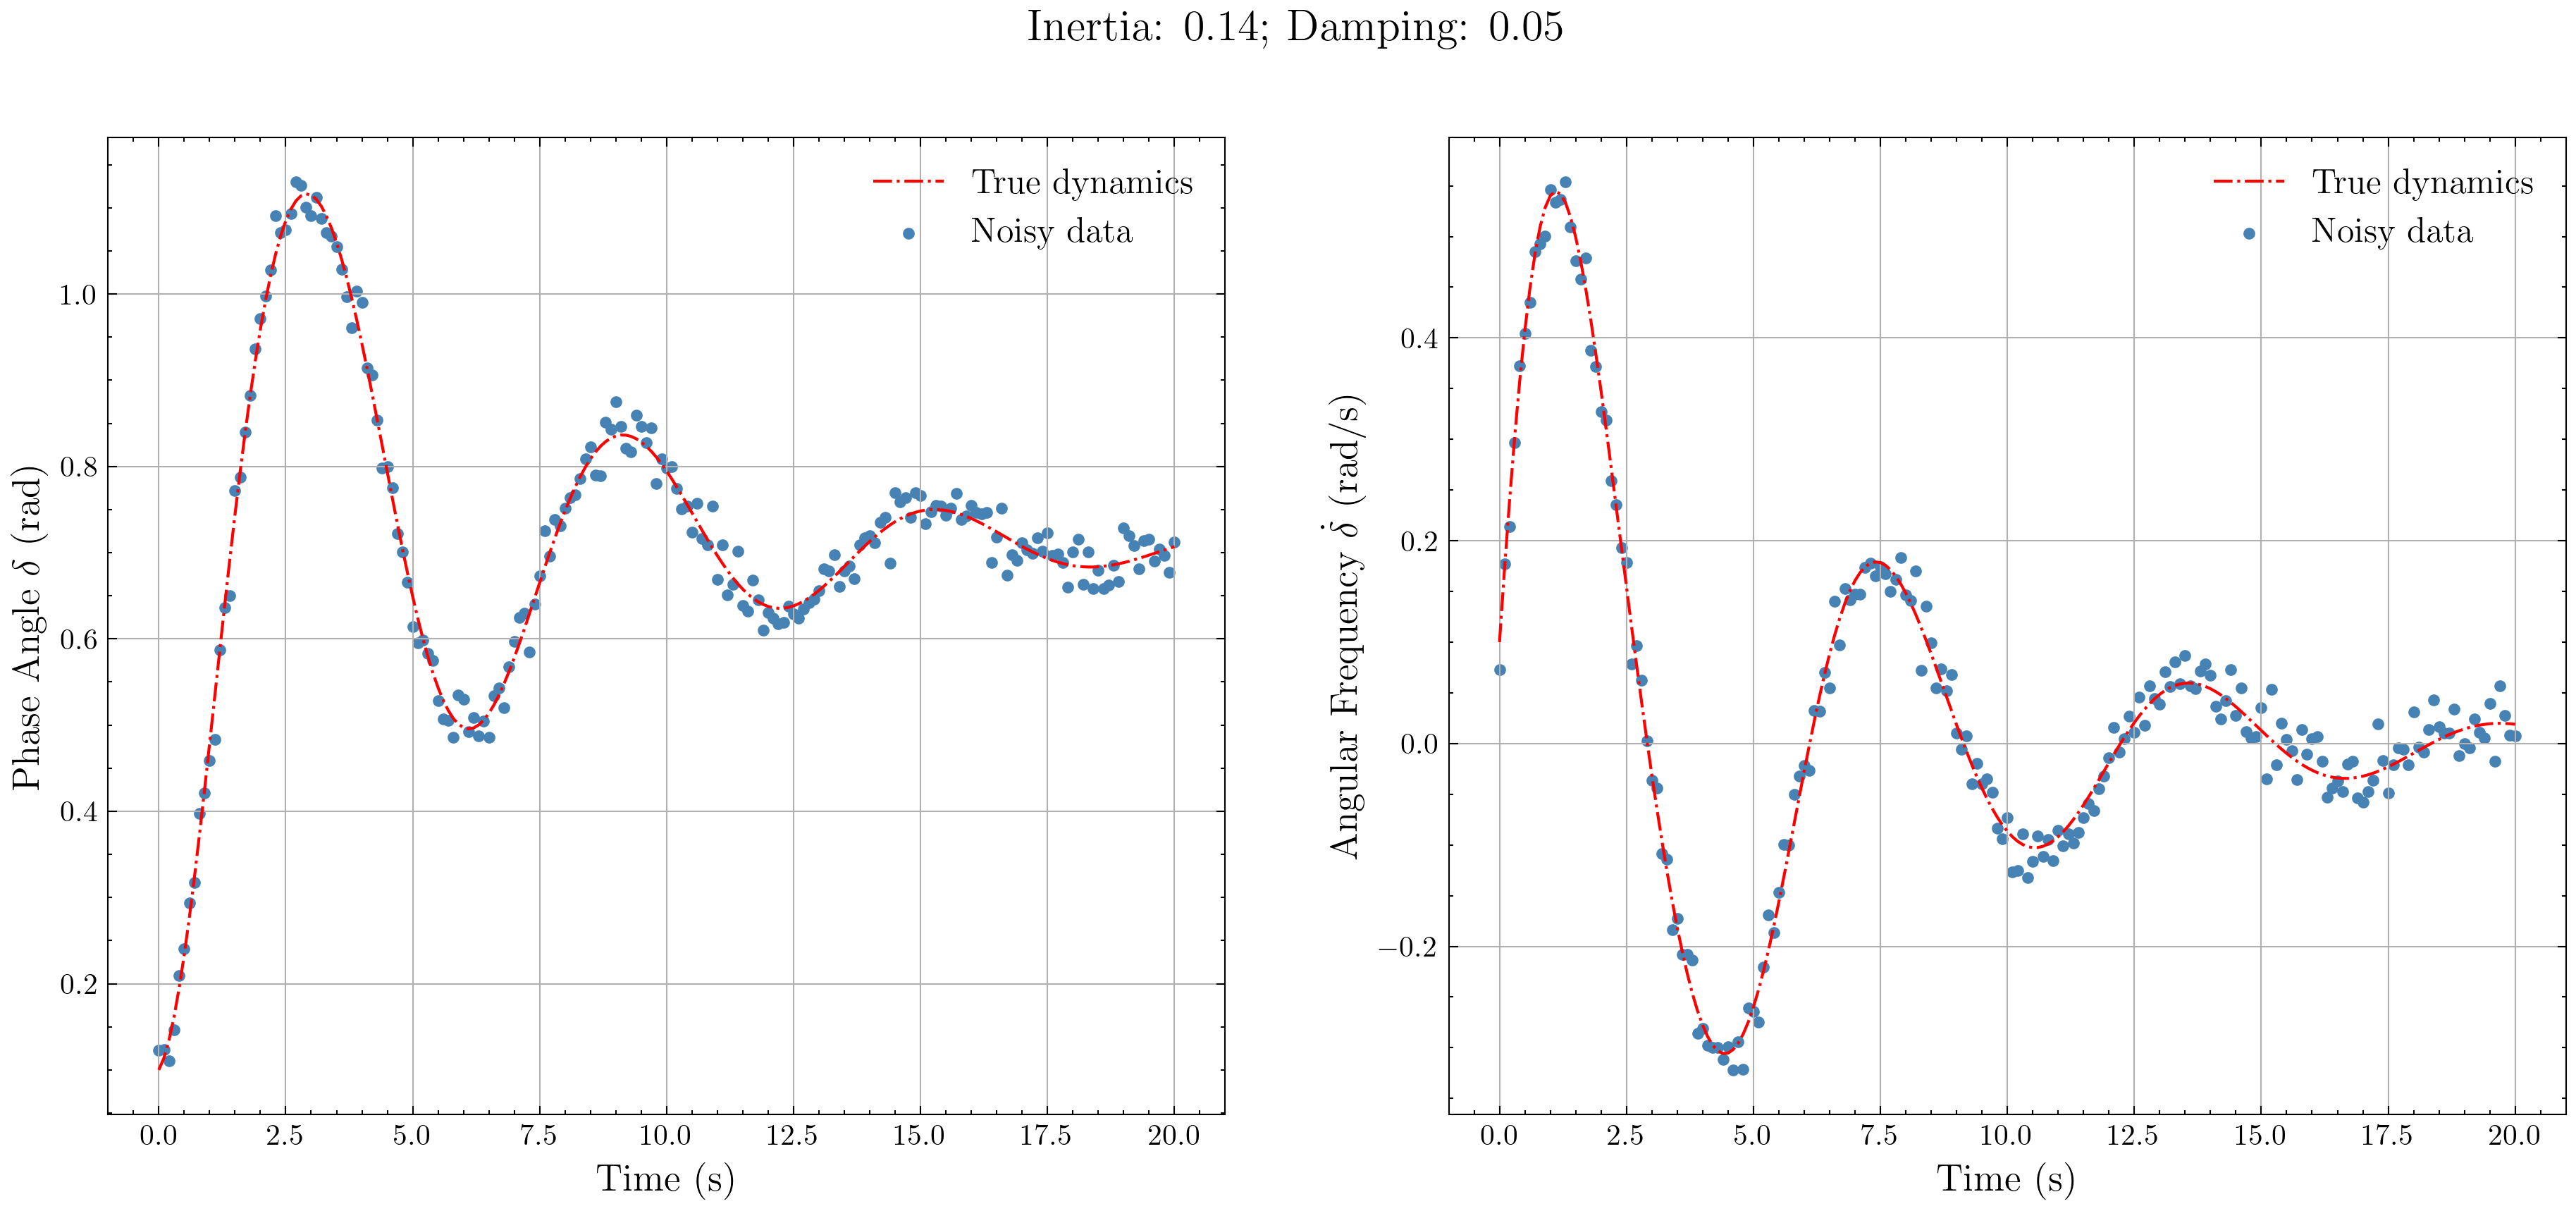 Inertia: 0.14; Damping: 0.05
True dynamics
Noisy data
1.0
0.8
0.6
0.4
0.2
Phase Angle δ (rad)
0.0 2.5 5.0 7.5 10.0 12.5 15.0 17.5 20.0
Time (s)
True dynamics
Noisy data
0.4
0.2
0.0
−0.2
Angular Frequency δ̇ (rad/s)
0.0 2.5 5.0 7.5 10.0 12.5 15.0 17.5 20.0
Time (s)